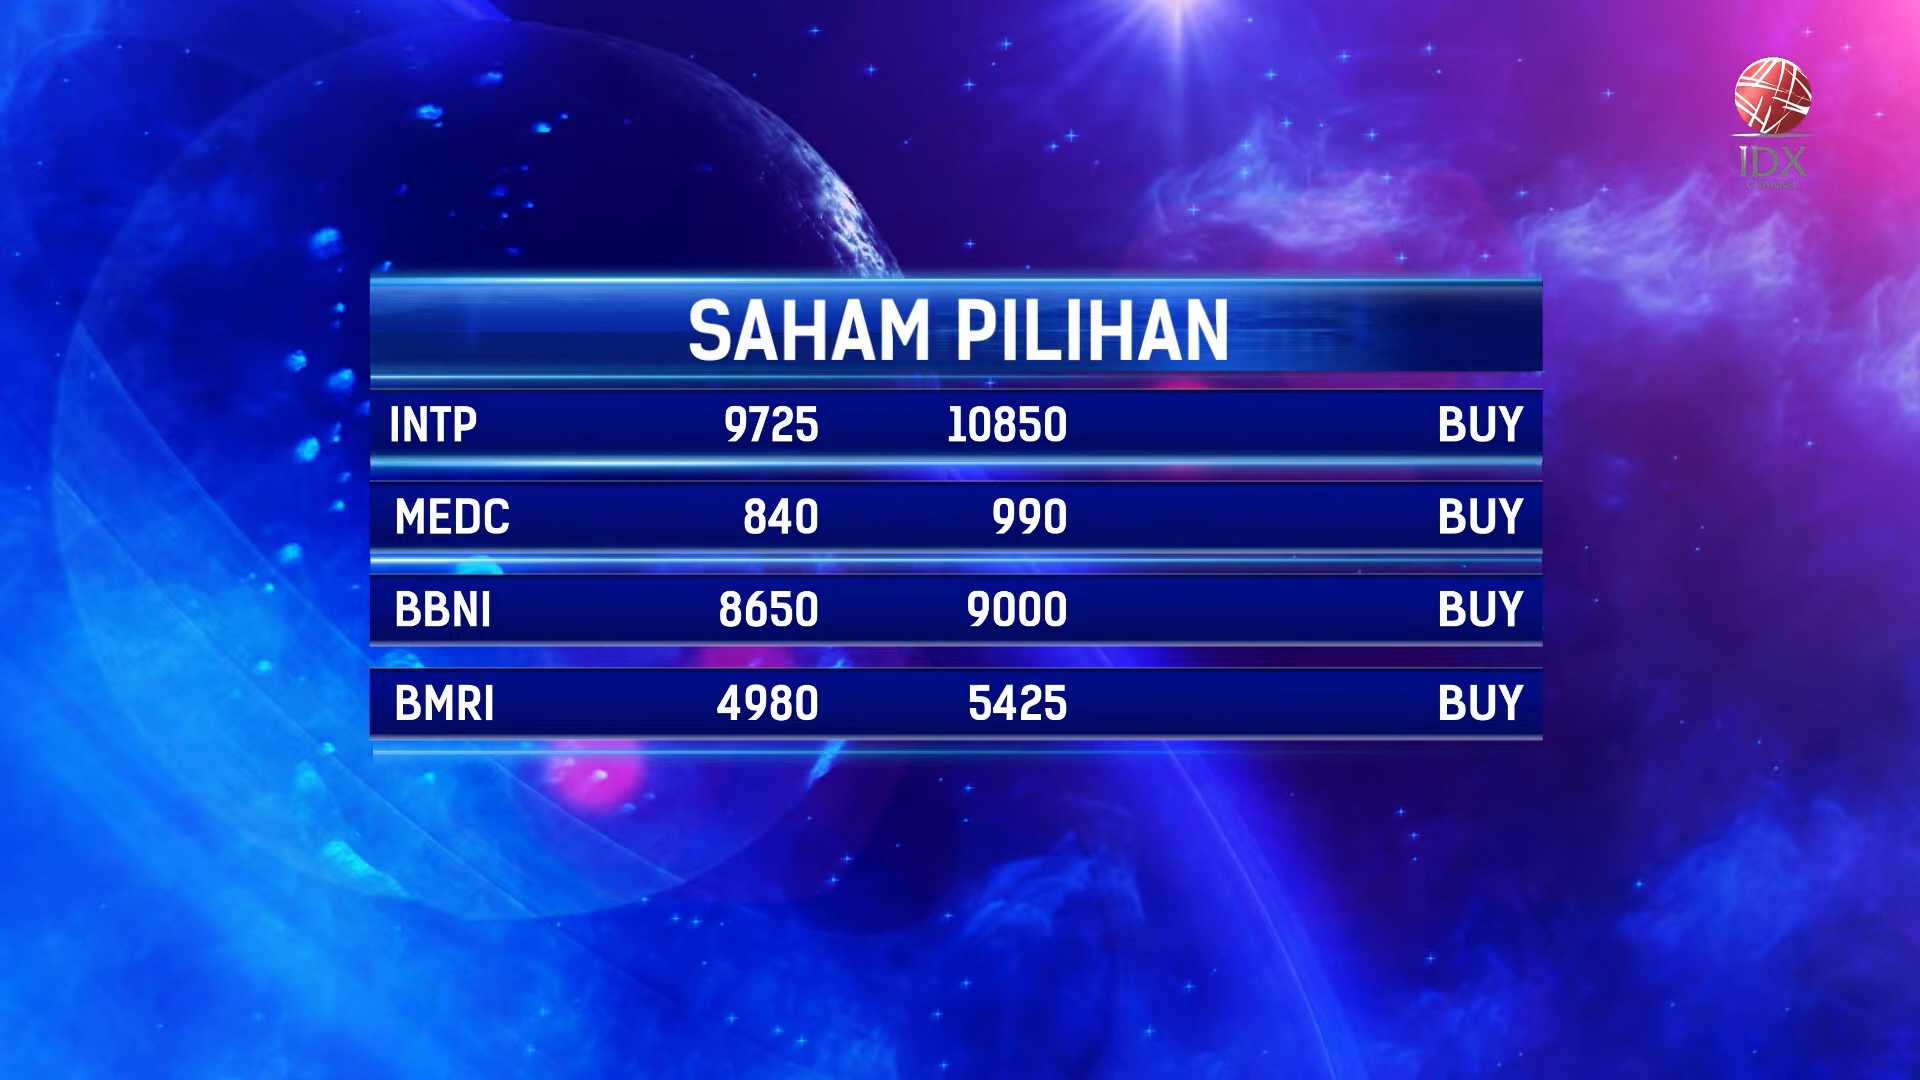 IDX
CHANNEL
SAHAM PILIHAN
INTP 9725 10850 BUY
MEDC 840 990 BUY
BBNI 8650 9000 BUY
BMRI 4980 5425 BUY